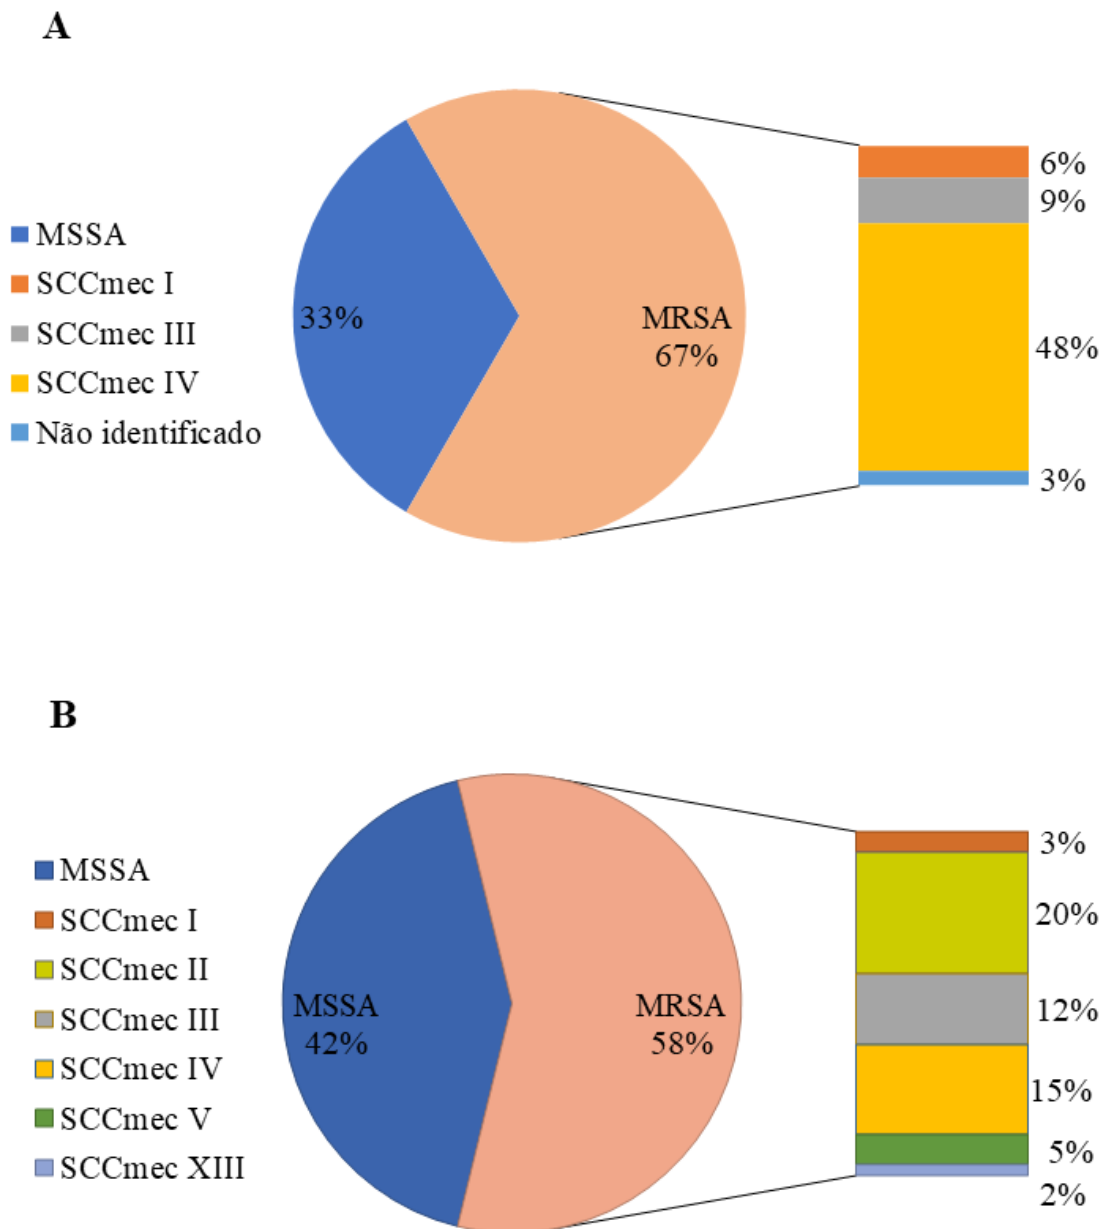 A
MSSA
SCCmec I
SCCmec III
SCCmec IV
Não identificado
33%
MRSA
67%
6%
9%
48%
3%
B
MSSA
SCCmec I
SCCmec II
SCCmec III
SCCmec IV
SCCmec V
SCCmec XIII
MSSA
42%
MRSA
58%
3%
20%
12%
15%
5%
2%